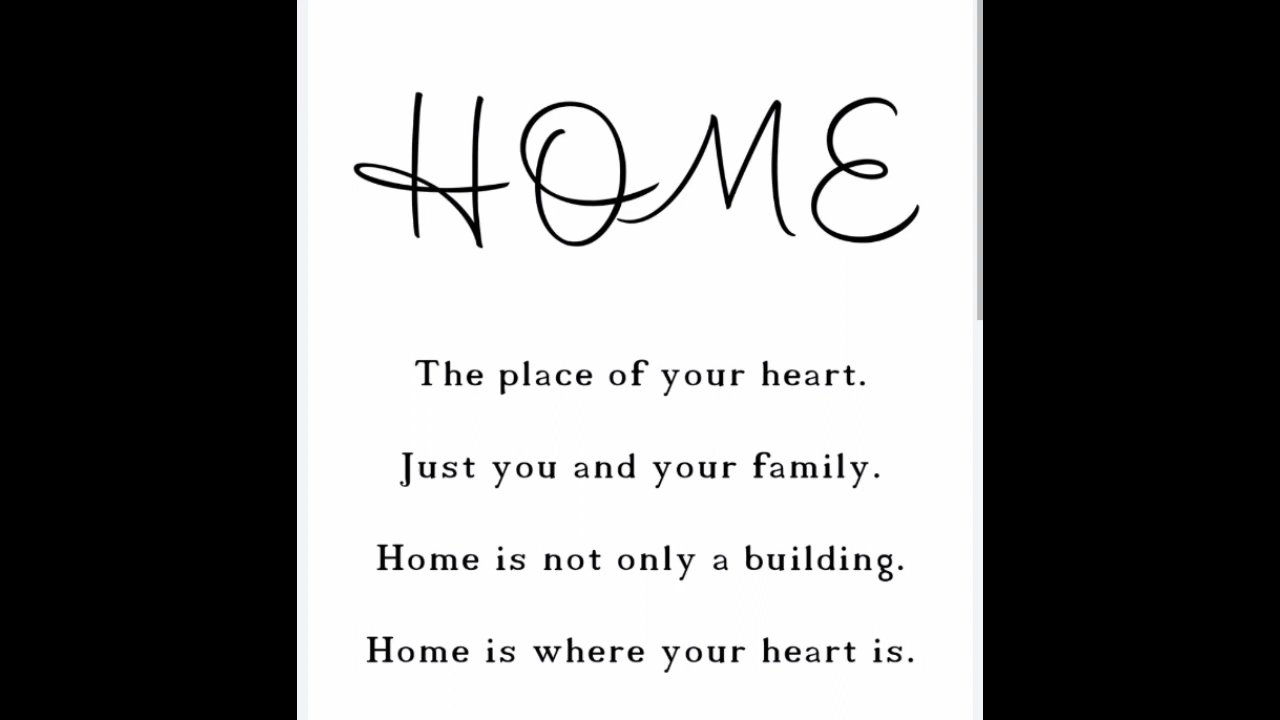 HOME
The place of your heart.
Just you and your family.
Home is not only a building.
Home is where your heart is.